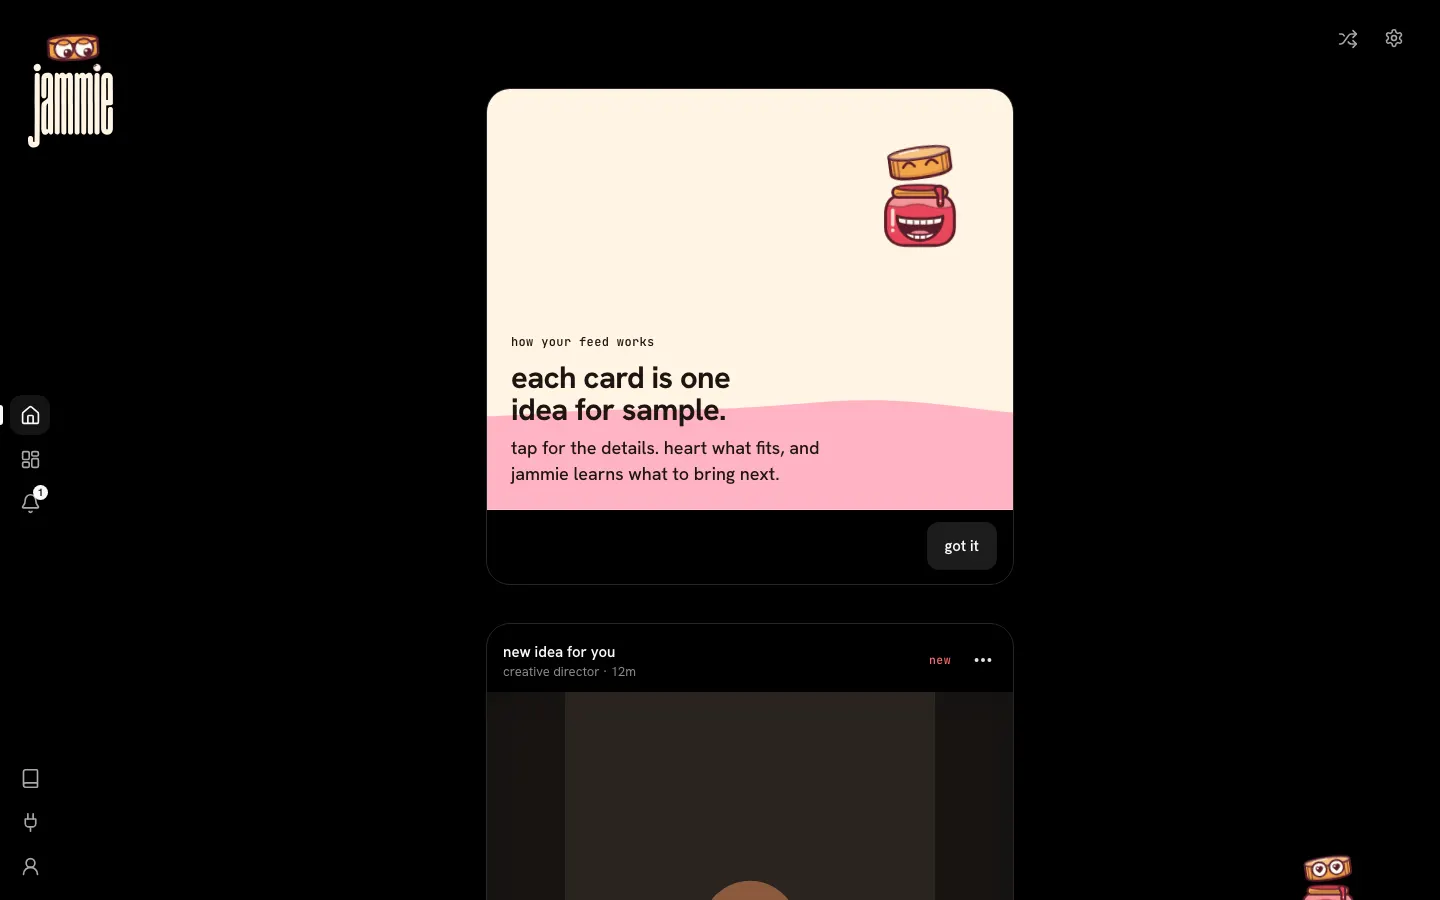 jammie
how your feed works
each card is one
idea for sample.
tap for the details. heart what fits, and
jammie learns what to bring next.
got it
1
new idea for you
creative director · 12m
new